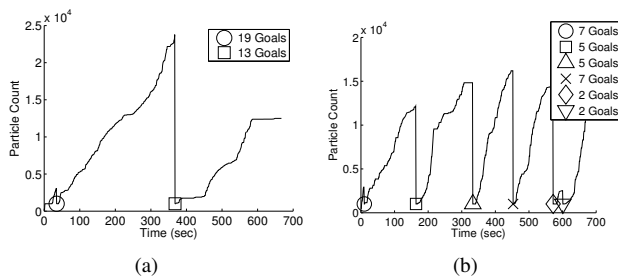 2.5 x 10^4
2
1.5
1
0.5
0
Particle Count
0 100 200 300 400 500 600 700
Time (sec)
19 Goals
13 Goals
(a)
2 x 10^4
1.5
1
0.5
0
Particle Count
0 100 200 300 400 500 600 700
Time (sec)
7 Goals
5 Goals
5 Goals
7 Goals
2 Goals
2 Goals
(b)